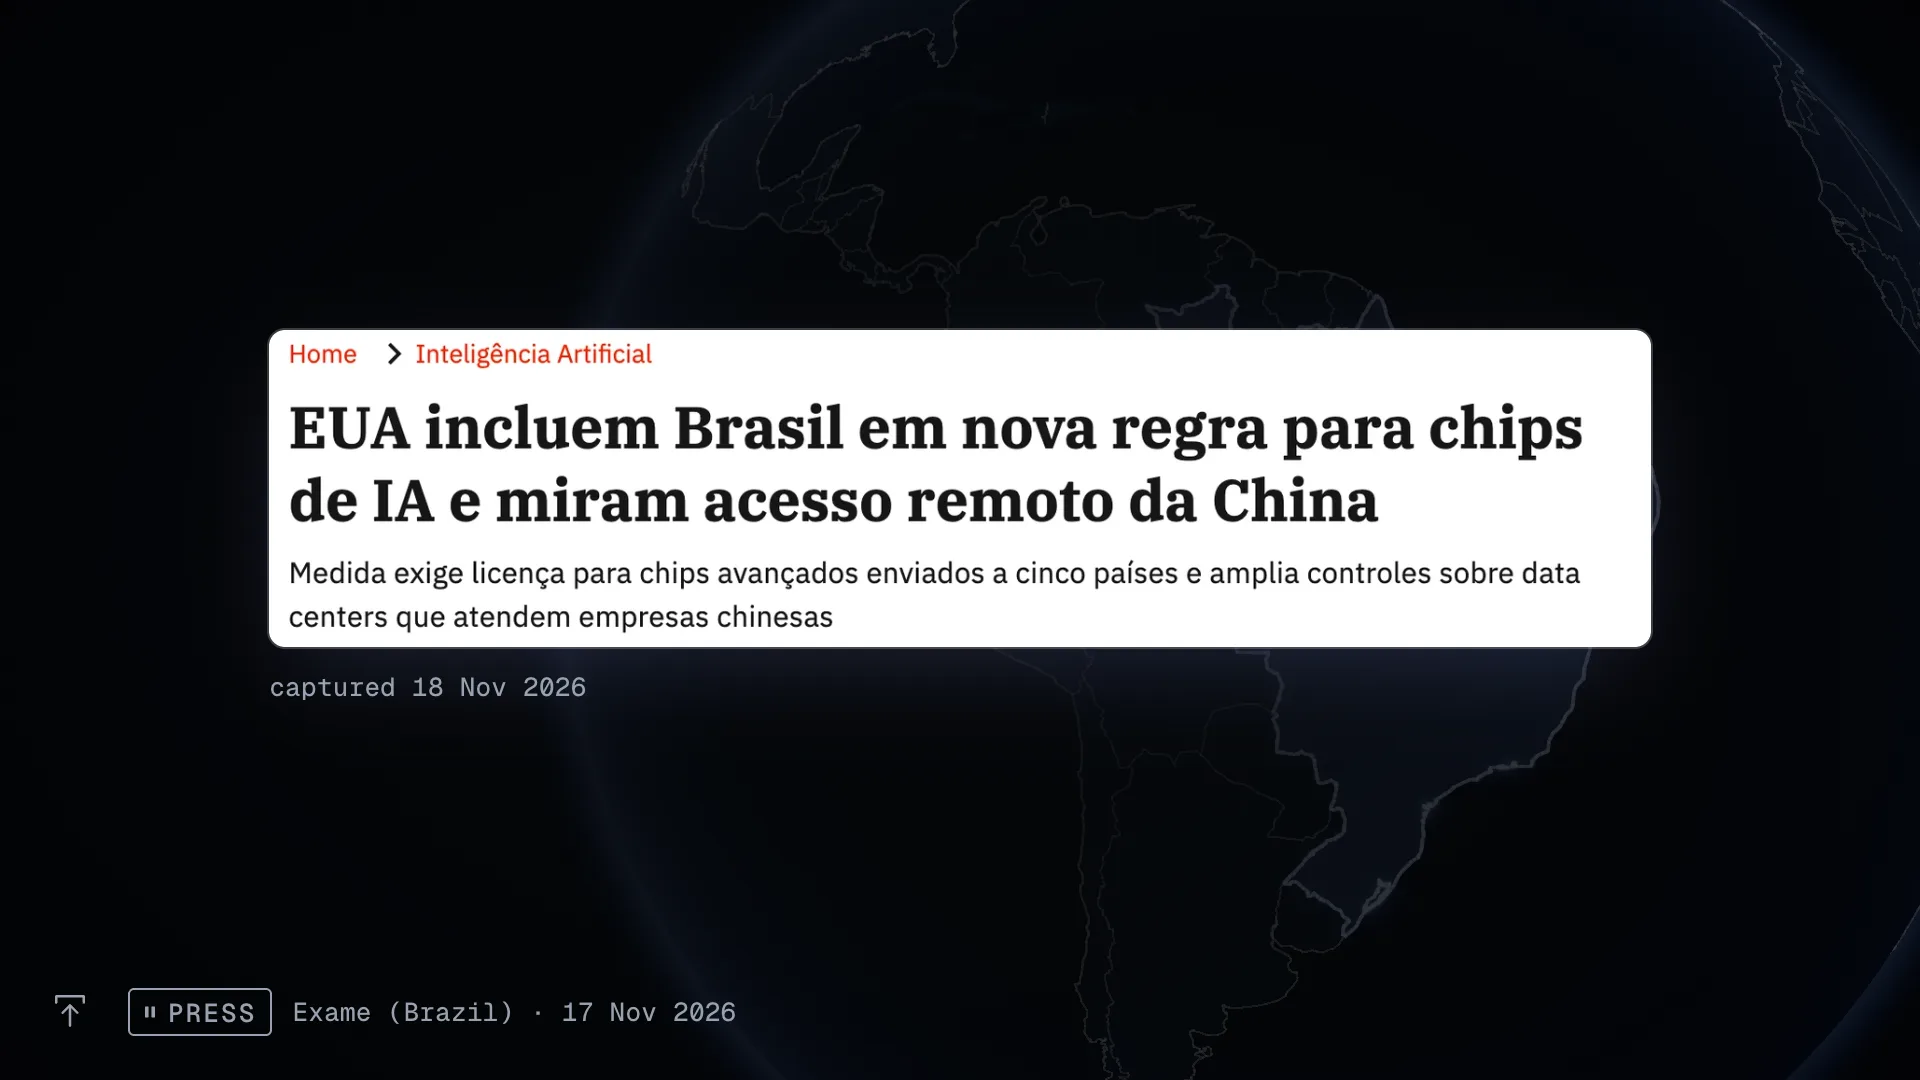 Home > Inteligência Artificial
EUA incluem Brasil em nova regra para chips
de IA e miram acesso remoto da China
Medida exige licença para chips avançados enviados a cinco países e amplia controles sobre data
centers que atendem empresas chinesas
captured 18 Nov 2026
PRESS Exame (Brazil) · 17 Nov 2026